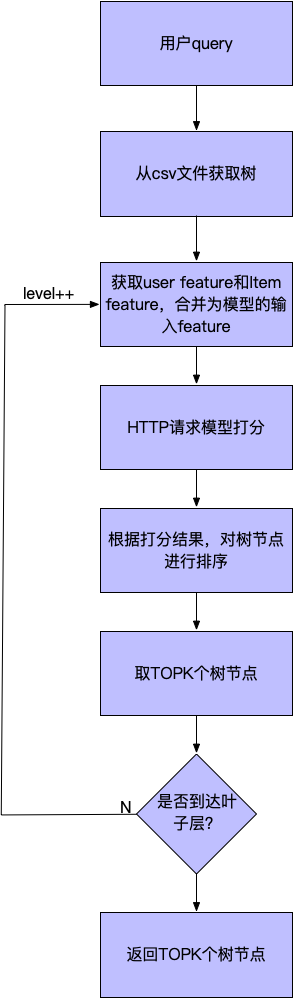 用户query
从csv文件获取树
level++
获取user feature和Item
feature，合并为模型的输
入feature
HTTP请求模型打分
根据打分结果，对树节点
进行排序
取TOPK个树节点
是否到达叶
子层?
N
返回TOPK个树节点